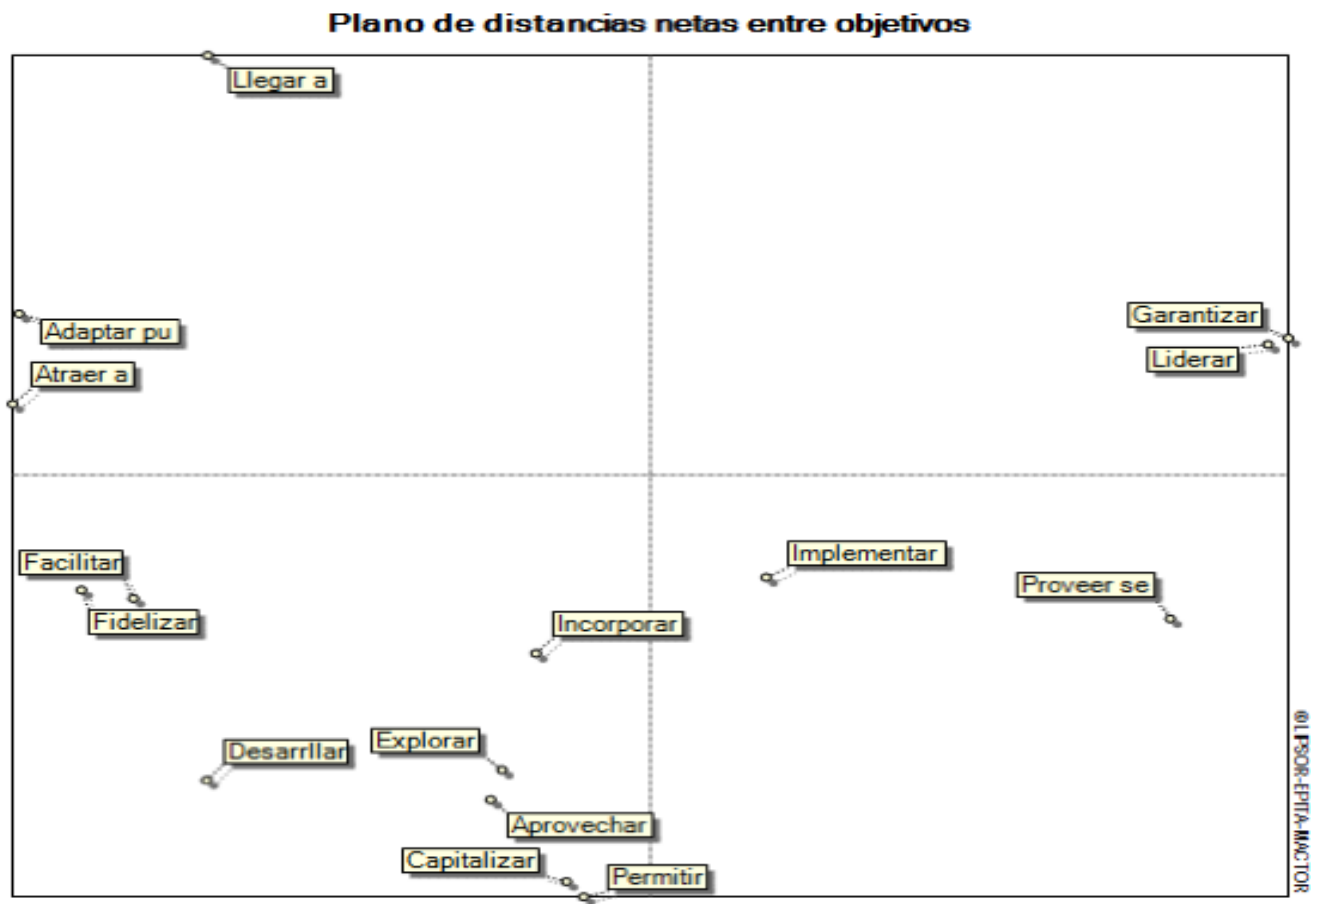 Plano de distancias netas entre objetivos
Llegar a
Garantizar
Adaptar pu
Liderar
Atraer a
Implementar
Facilitar
Proveer se
Fidelizar
Incorporar
Explorar
Desarrllar
Aprovechar
Capitalizar
Permitir
@LIPSOR-EPITA-MACTOR